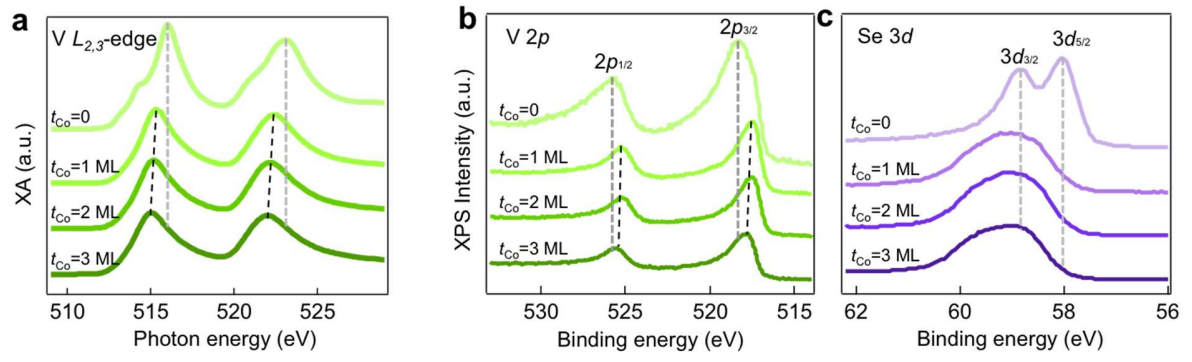 a
V L2,3-edge
tCo=0
tCo=1 ML
tCo=2 ML
tCo=3 ML
XA (a.u.)
510 515 520 525
Photon energy (eV)
b
V 2p
2p1/2
2p3/2
tCo=0
tCo=1 ML
tCo=2 ML
tCo=3 ML
XPS Intensity (a.u.)
530 525 520 515
Binding energy (eV)
c
Se 3d
3d3/2
3d5/2
tCo=0
tCo=1 ML
tCo=2 ML
tCo=3 ML
62 60 58 56
Binding energy (eV)